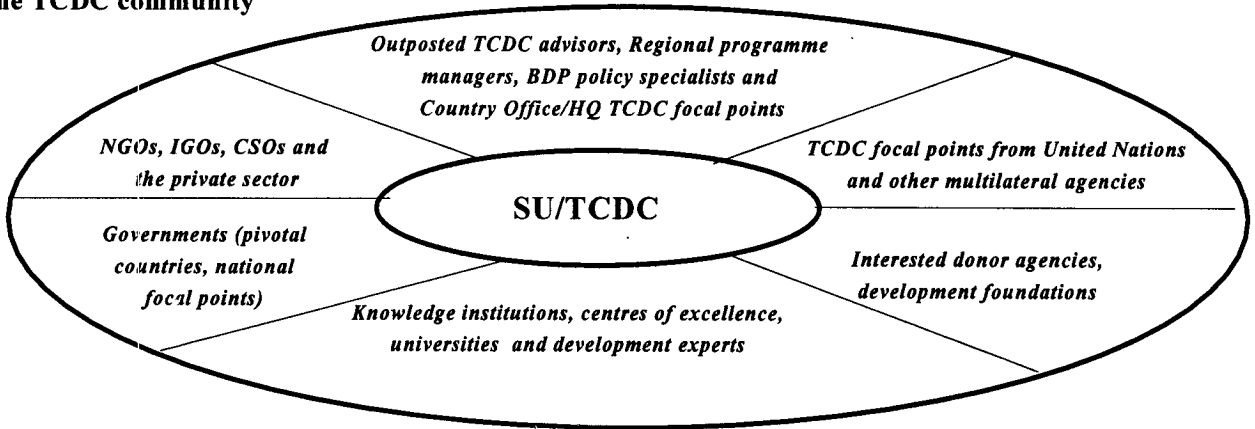 he TCDC community
Outposted TCDC advisors, Regional programme
managers, BDP policy specialists and
Country Office/HQ TCDC focal points
NGOs, IGOs, CSOs and
the private sector
TCDC focal points from United Nations
and other multilateral agencies
SU/TCDC
Governments (pivotal
countries, national
focal points)
Interested donor agencies,
development foundations
Knowledge institutions, centres of excellence,
universities and development experts